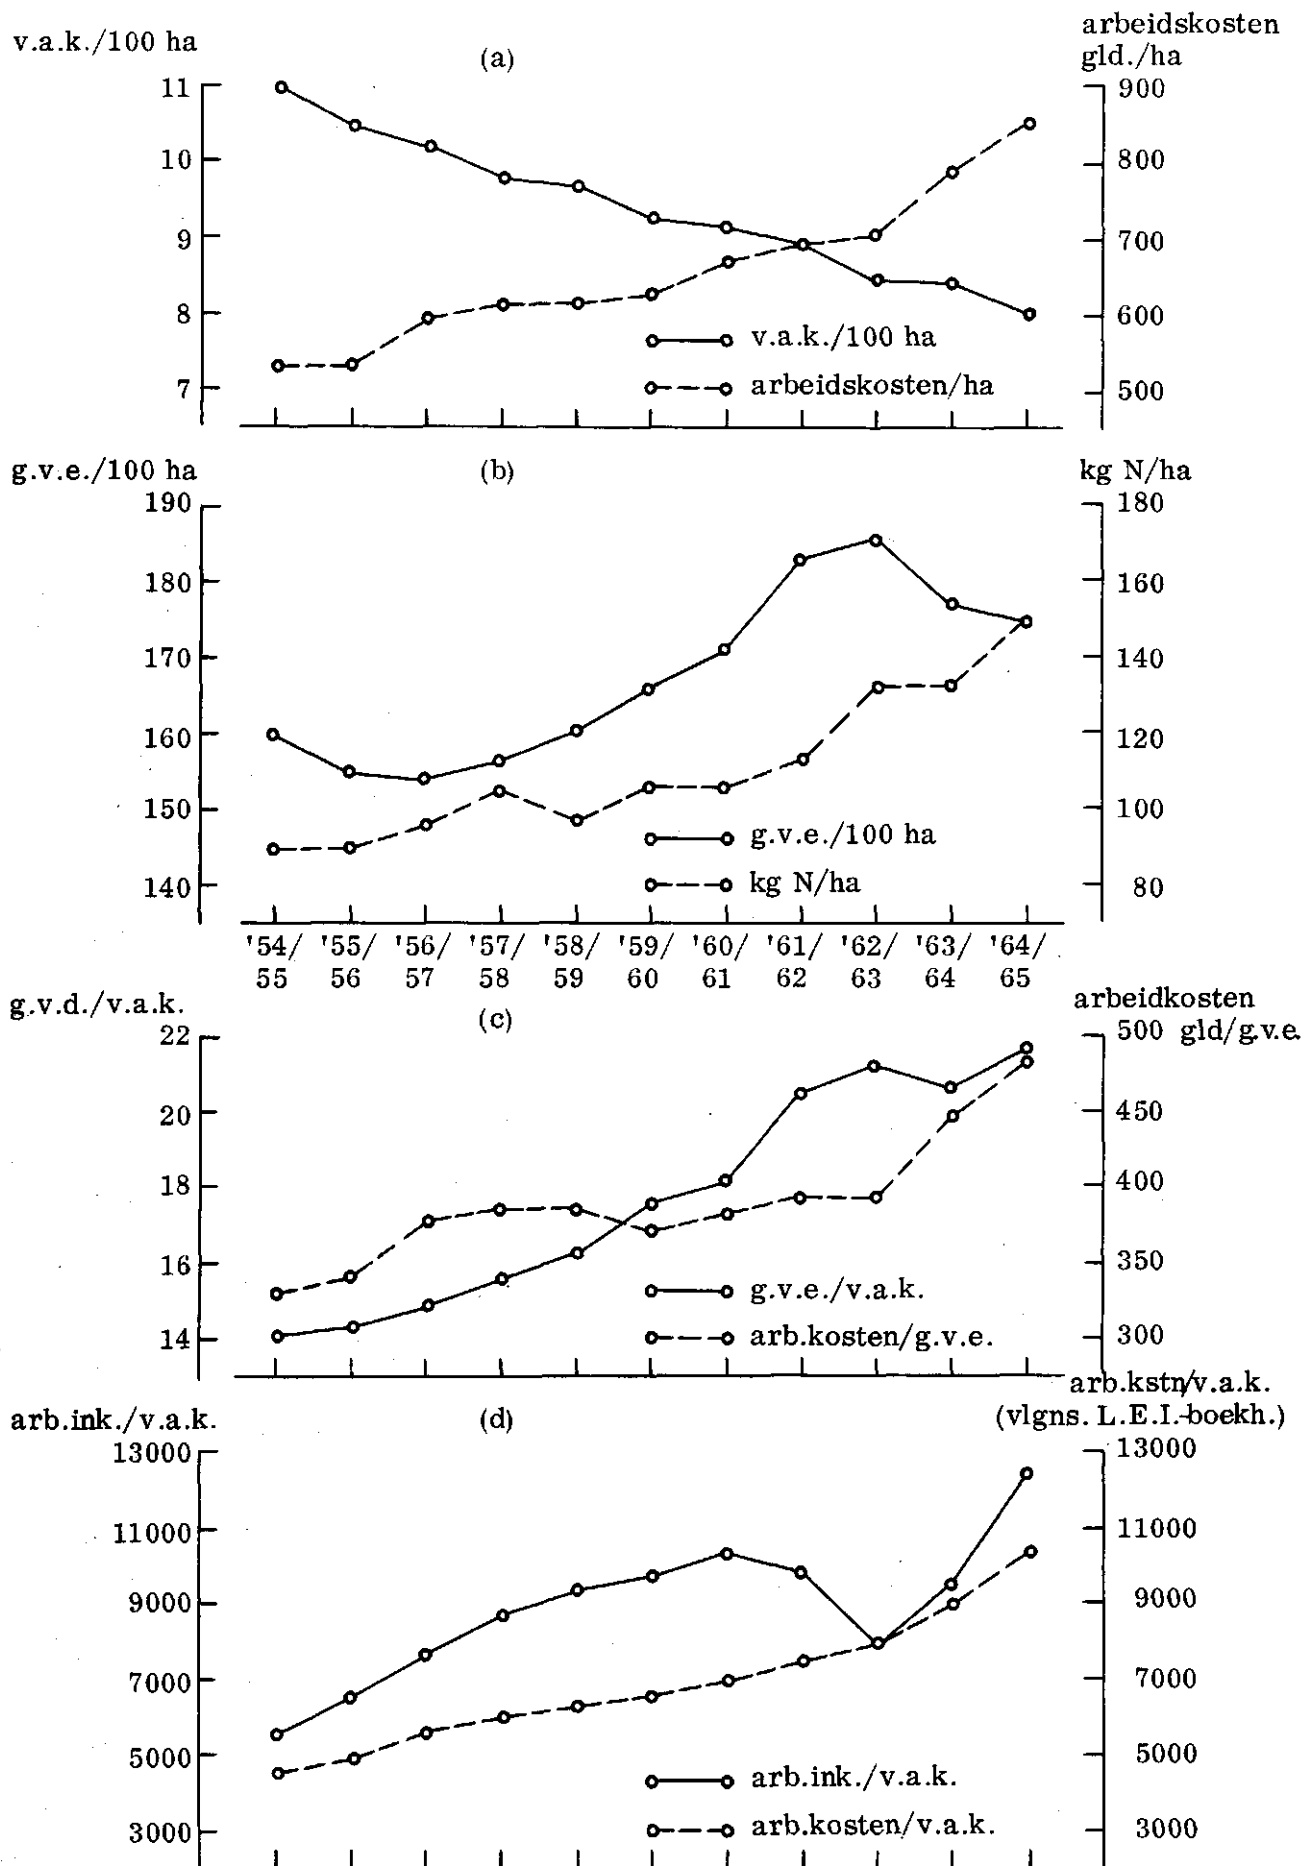 v.a.k./100 ha
(a)
arbeidskosten
gld./ha
11
10
9
8
7
900
800
700
600
500
v.a.k./100 ha
arbeidskosten/ha
g.v.e./100 ha
(b)
kg N/ha
190
180
170
160
150
140
180
160
140
120
100
80
g.v.e./100 ha
kg N/ha
'54/ '55/ '56/ '57/ '58/ '59/ '60/ '61/ '62/ '63/ '64/
55 56 57 58 59 60 61 62 63 64 65
g.v.d./v.a.k.
(c)
arbeidkosten
500 gld/g.v.e.
22
20
18
16
14
450
400
350
300
g.v.e./v.a.k.
arb.kosten/g.v.e.
arb.ink./v.a.k.
(d)
arb.kstn/v.a.k.
(vlgns. L.E.I.-boekh.)
13000
11000
9000
7000
5000
3000
13000
11000
9000
7000
5000
3000
arb.ink./v.a.k.
arb.kosten/v.a.k.